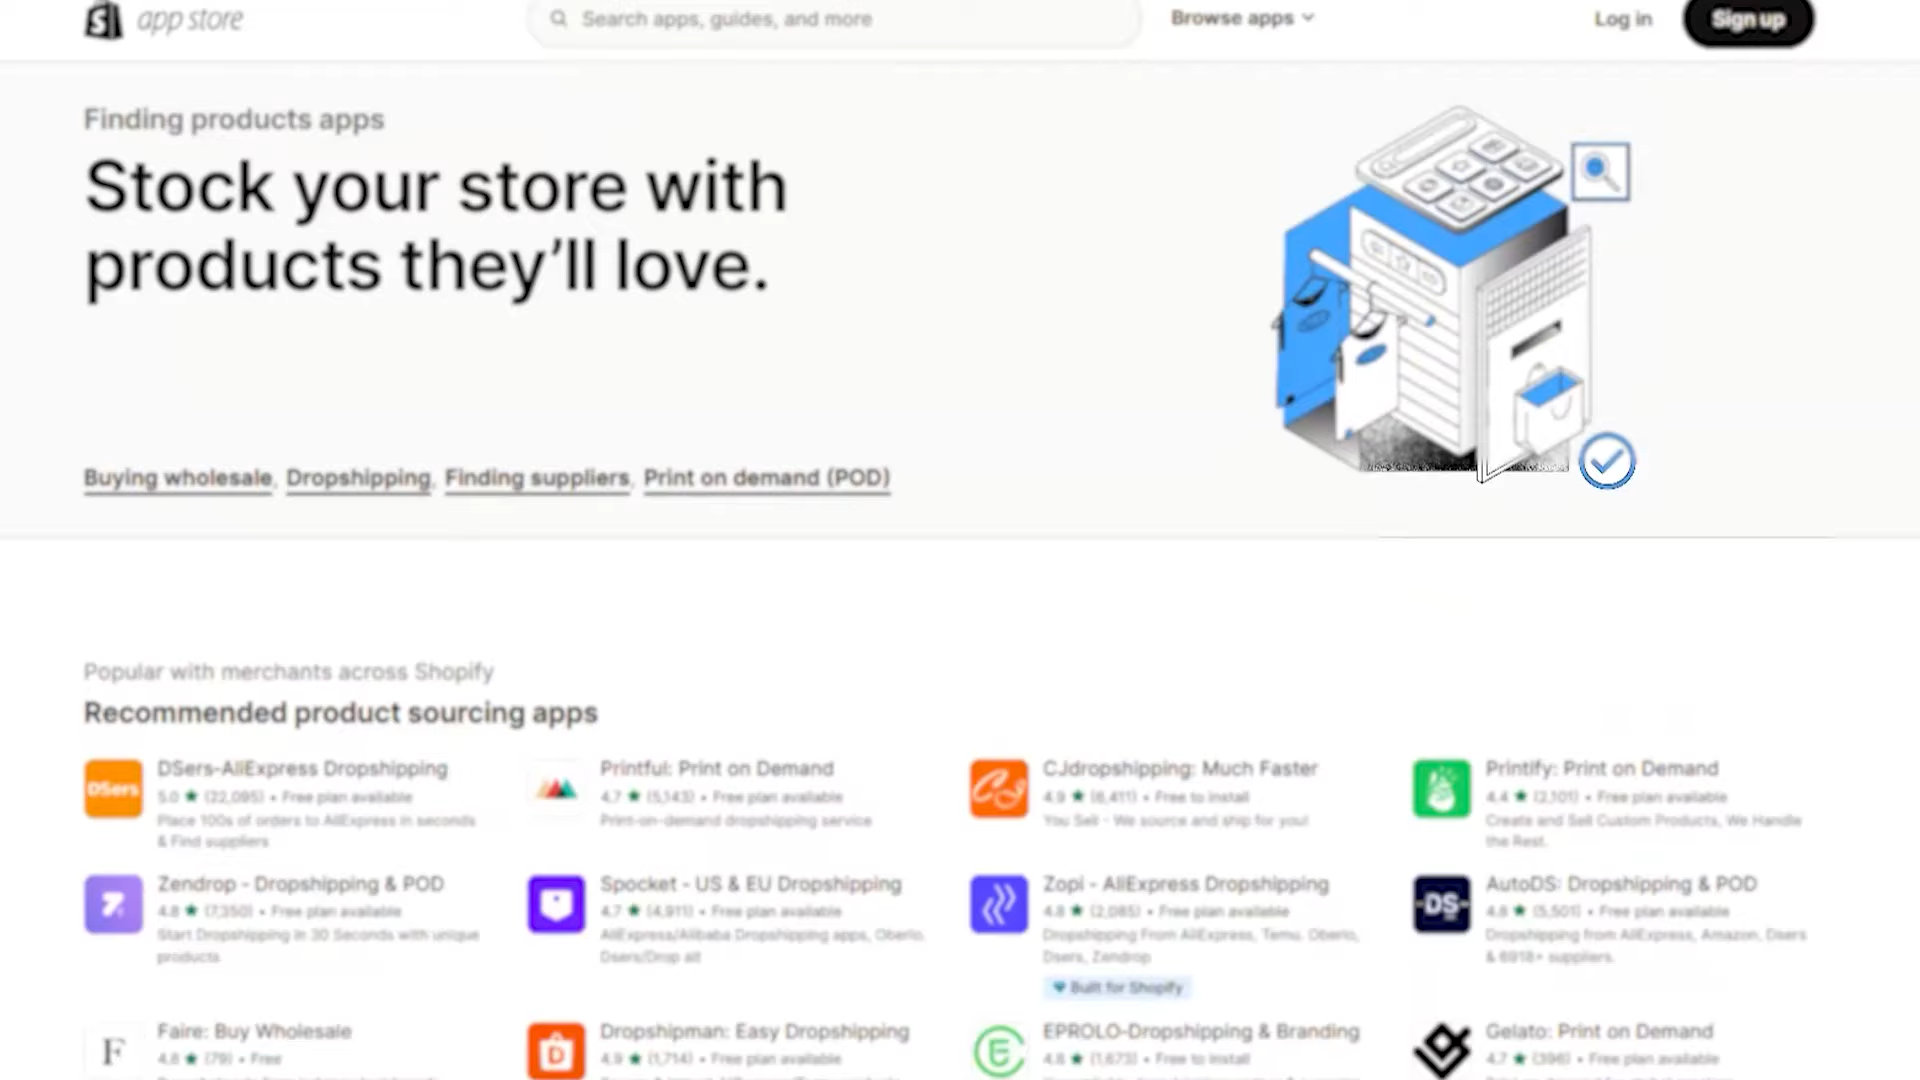 app store
Search apps, guides, and more
Browse apps
Log in
Sign up
Finding products apps
Stock your store with
products they’ll love.
Buying wholesale, Dropshipping, Finding suppliers, Print on demand (POD)
Popular with merchants across Shopify
Recommended product sourcing apps
DSers
DSers-AliExpress Dropshipping
5.0 ★ (22,095) • Free plan available
Place 100s of orders to AliExpress in seconds
& Find suppliers
Printful: Print on Demand
4.7 ★ (5,143) • Free plan available
Print-on-demand dropshipping service
CJdropshipping: Much Faster
4.9 ★ (6,411) • Free to install
You Sell - We source and ship for you!
Printify: Print on Demand
4.4 ★ (2,101) • Free plan available
Create and Sell Custom Products, We Handle
the Rest.
Zendrop - Dropshipping & POD
4.8 ★ (7,350) • Free plan available
Start Dropshipping in 30 Seconds with unique
products
Spocket - US & EU Dropshipping
4.7 ★ (4,911) • Free plan available
AliExpress/Alibaba Dropshipping apps, Oberlo,
Dsers/Drop alt
Zopi - AliExpress Dropshipping
4.8 ★ (2,085) • Free plan available
Dropshipping From AliExpress, Temu. Oberlo,
Dsers, Zendrop
Built for Shopify
DS
AutoDS: Dropshipping & POD
4.8 ★ (5,501) • Free plan available
Dropshipping from AliExpress, Amazon, Dsers
& 6918+ suppliers.
F
Faire: Buy Wholesale
4.8 ★ (79) • Free
D
Dropshipman: Easy Dropshipping
4.9 ★ (1,714) • Free plan available
E
EPROLO-Dropshipping & Branding
4.8 ★ (1,673) • Free to install
Gelato: Print on Demand
4.7 ★ (396) • Free plan available